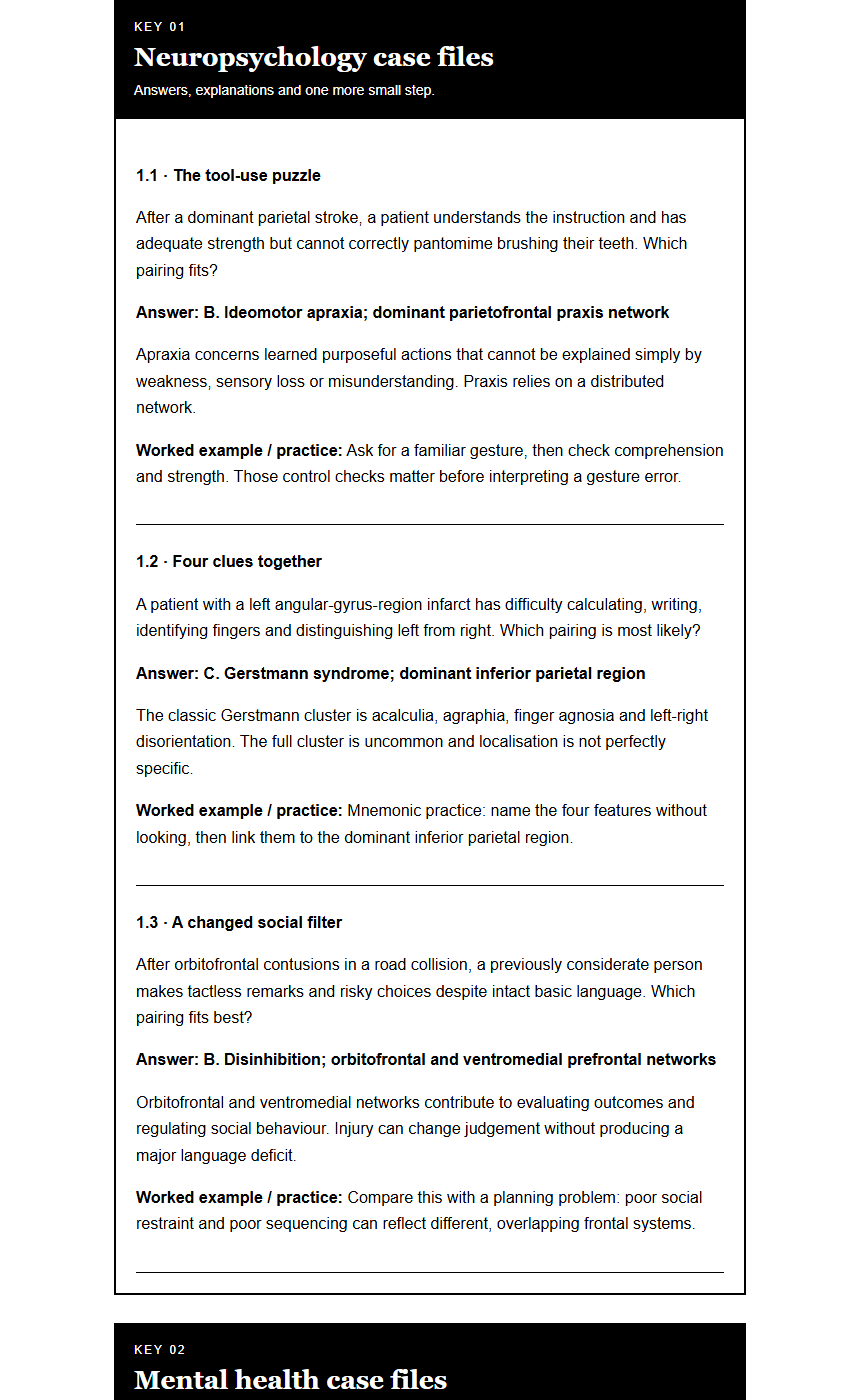 KEY 01
Neuropsychology case files
Answers, explanations and one more small step.
1.1 · The tool-use puzzle
After a dominant parietal stroke, a patient understands the instruction and has
adequate strength but cannot correctly pantomime brushing their teeth. Which
pairing fits?
Answer: B. Ideomotor apraxia; dominant parietofrontal praxis network
Apraxia concerns learned purposeful actions that cannot be explained simply by
weakness, sensory loss or misunderstanding. Praxis relies on a distributed
network.
Worked example / practice: Ask for a familiar gesture, then check comprehension
and strength. Those control checks matter before interpreting a gesture error.
1.2 · Four clues together
A patient with a left angular-gyrus-region infarct has difficulty calculating, writing,
identifying fingers and distinguishing left from right. Which pairing is most likely?
Answer: C. Gerstmann syndrome; dominant inferior parietal region
The classic Gerstmann cluster is acalculia, agraphia, finger agnosia and left-right
disorientation. The full cluster is uncommon and localisation is not perfectly
specific.
Worked example / practice: Mnemonic practice: name the four features without
looking, then link them to the dominant inferior parietal region.
1.3 · A changed social filter
After orbitofrontal contusions in a road collision, a previously considerate person
makes tactless remarks and risky choices despite intact basic language. Which
pairing fits best?
Answer: B. Disinhibition; orbitofrontal and ventromedial prefrontal networks
Orbitofrontal and ventromedial networks contribute to evaluating outcomes and
regulating social behaviour. Injury can change judgement without producing a
major language deficit.
Worked example / practice: Compare this with a planning problem: poor social
restraint and poor sequencing can reflect different, overlapping frontal systems.
KEY 02
Mental health case files